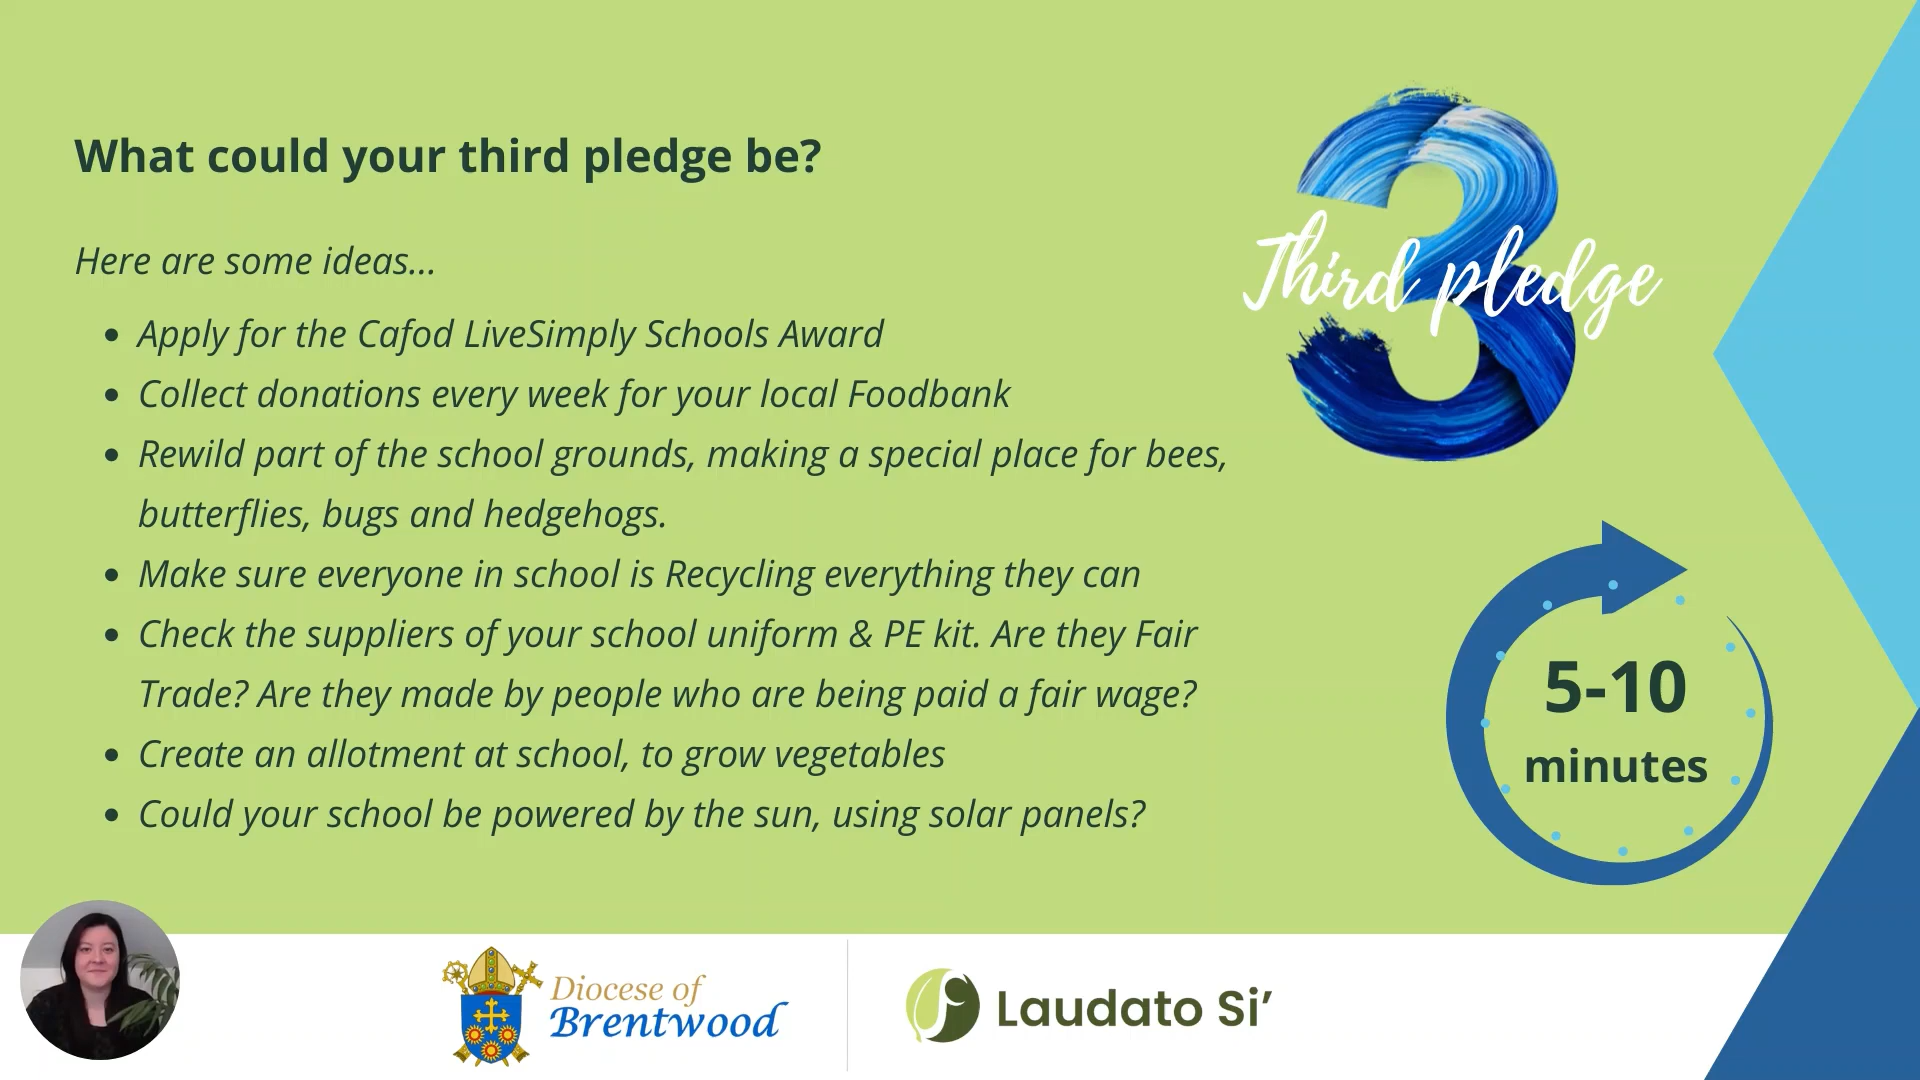 What could your third pledge be?
Here are some ideas...
• Apply for the Cafod LiveSimply Schools Award
• Collect donations every week for your local Foodbank
• Rewild part of the school grounds, making a special place for bees,
butterflies, bugs and hedgehogs.
• Make sure everyone in school is Recycling everything they can
• Check the suppliers of your school uniform & PE kit. Are they Fair
Trade? Are they made by people who are being paid a fair wage?
• Create an allotment at school, to grow vegetables
• Could your school be powered by the sun, using solar panels?
3
Third pledge
5-10
minutes
Diocese of
Brentwood
Laudato Si’